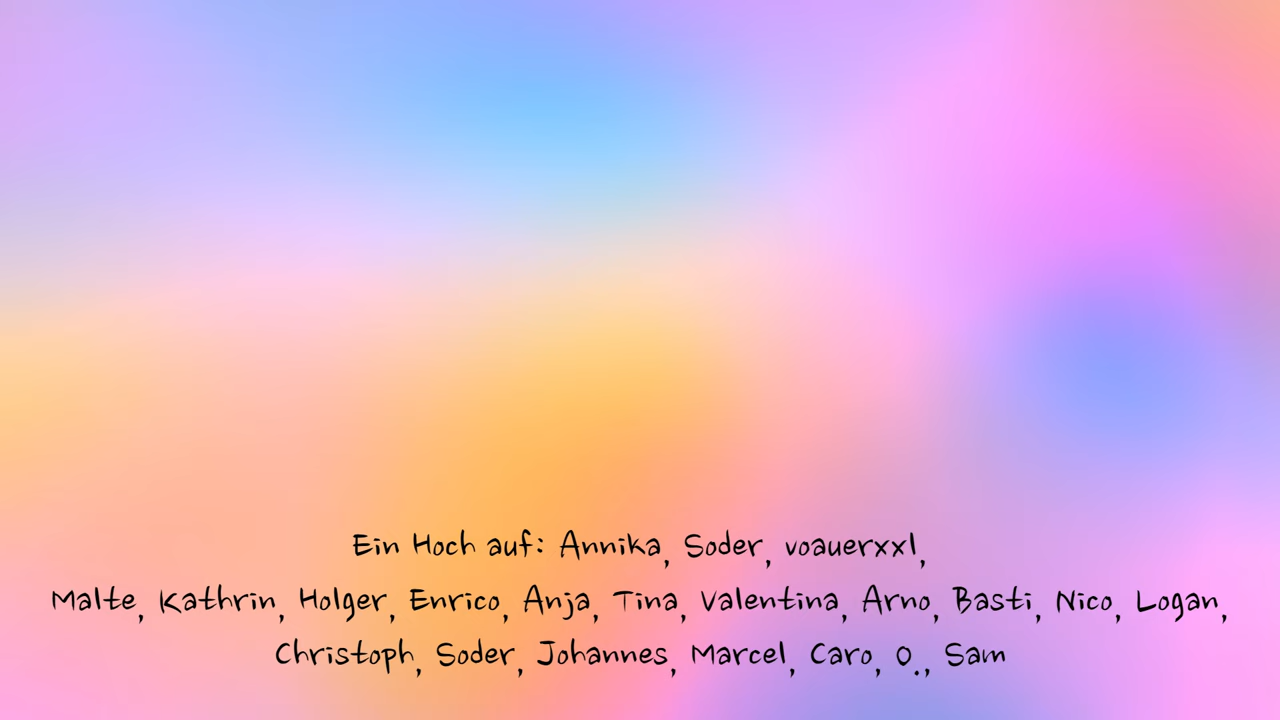 Ein Hoch auf: Annika, Soder, voauerxxl,
Malte, Kathrin, Holger, Enrico, Anja, Tina, Valentina, Arno, Basti, Nico, Logan,
Christoph, Soder, Johannes, Marcel, Caro, O., Sam